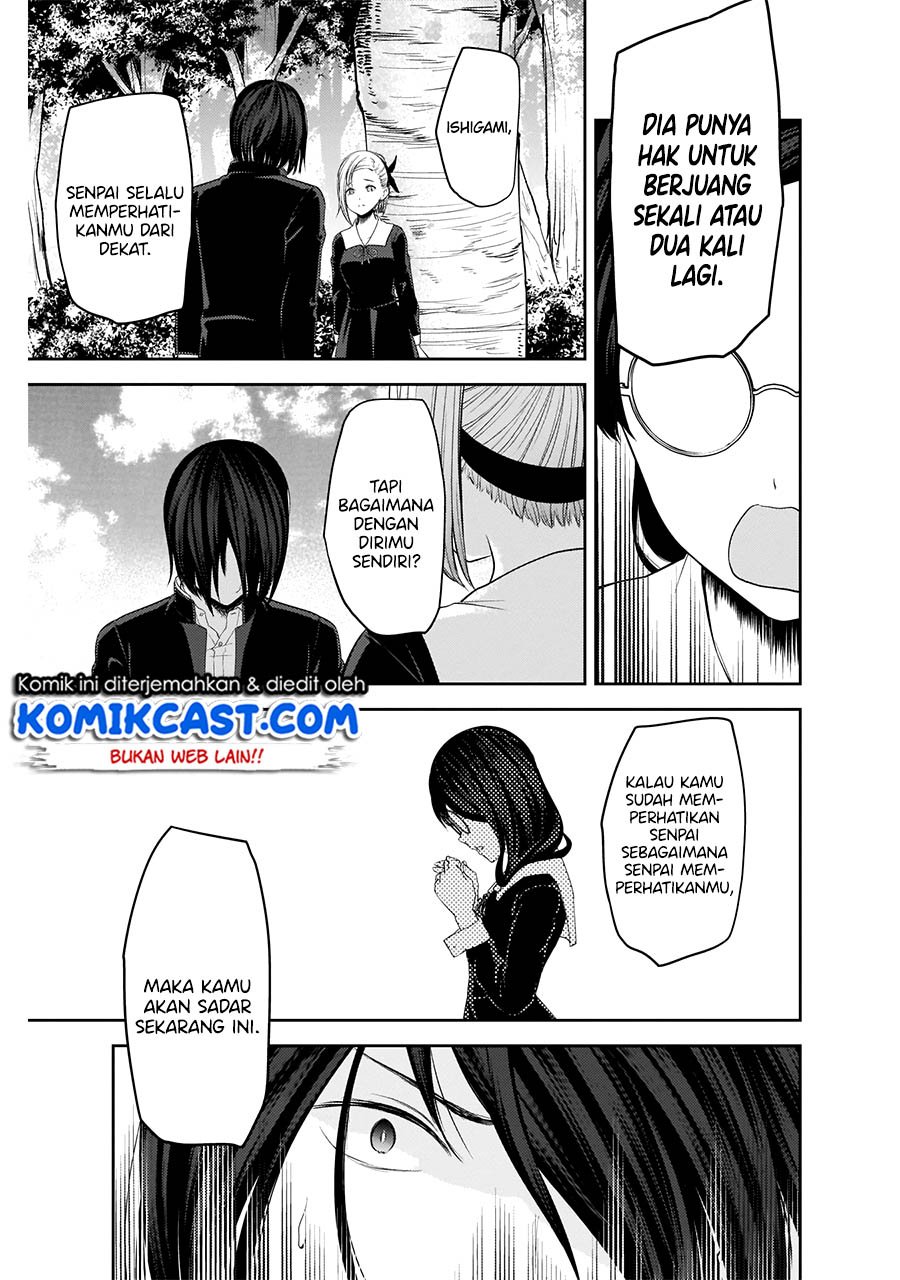 DIA PUNYA
HAK UNTUK
BERJUANG
SEKALI ATAU
DUA KALI
LAGI.
ISHIGAMI,
SENPAI SELALU
MEMPERHATI-
KANMU DARI
DEKAT.
TAPI
BAGAIMANA
DENGAN
DIRIMU
SENDIRI?
Komik ini diterjemahkan & diedit oleh
KOMIKCAST.COM
BUKAN WEB LAIN!!
KALAU KAMU
SUDAH MEM-
PERHATIKAN
SENPAI
SEBAGAIMANA
SENPAI MEM-
PERHATIKANMU,
MAKA KAMU
AKAN SADAR
SEKARANG INI.